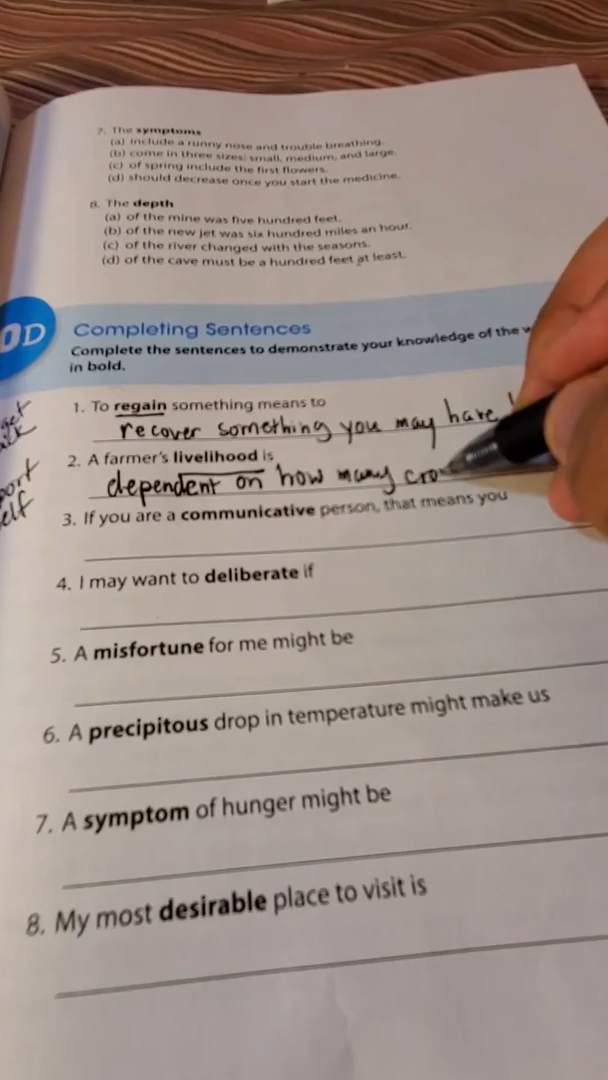 7. The symptoms
(a) include a runny nose and trouble breathing.
(b) come in three sizes: small, medium, and large.
(c) of spring include the first flowers.
(d) should decrease once you start the medicine.
8. The depth
(a) of the mine was five hundred feet.
(b) of the new jet was six hundred miles an hour.
(c) of the river changed with the seasons.
(d) of the cave must be a hundred feet at least.
0D Completing Sentences
Complete the sentences to demonstrate your knowledge of the
in bold.
1. To regain something means to
recover something you may have
2. A farmer's livelihood is
dependent on how many
3. If you are a communicative person, that means you
4. I may want to deliberate if
5. A misfortune for me might be
6. A precipitous drop in temperature might make us
7. A symptom of hunger might be
8. My most desirable place to visit is